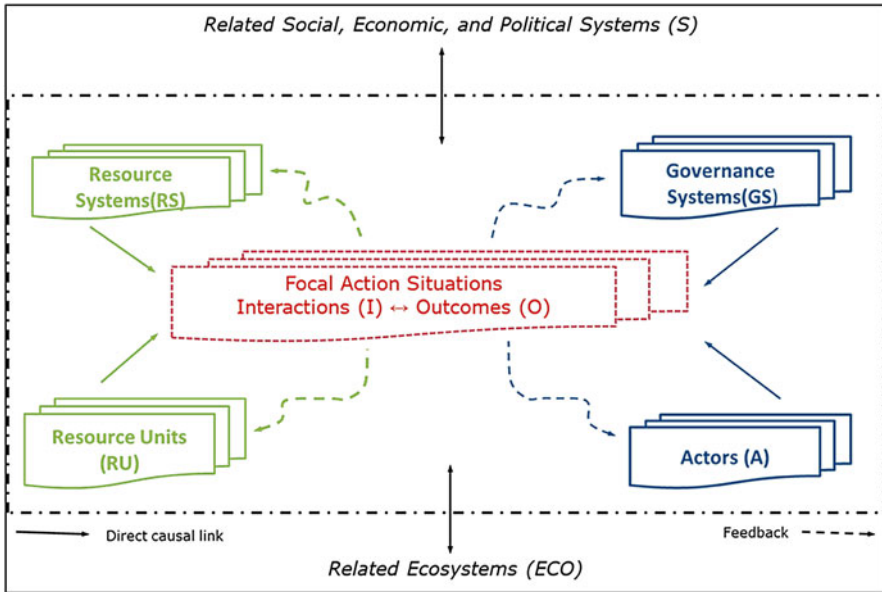 Related Social, Economic, and Political Systems (S)
Resource
Systems(RS)
Governance
Systems(GS)
Focal Action Situations
Interactions (I) ↔ Outcomes (O)
Resource Units
(RU)
Actors (A)
Direct causal link
Feedback
Related Ecosystems (ECO)